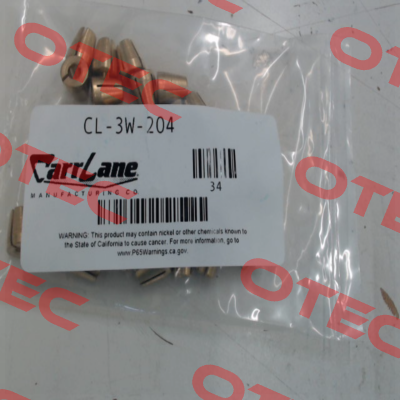 CL-3W-204
CarrLane
MANUFACTURING CO.
34
WARNING: This product may contain nickel or other chemicals known to
the State of California to cause cancer. For more information, go to
www.P65Warnings.ca.gov.
OTEC
OTEC
OTEC
OTEC
OTEC
OTEC